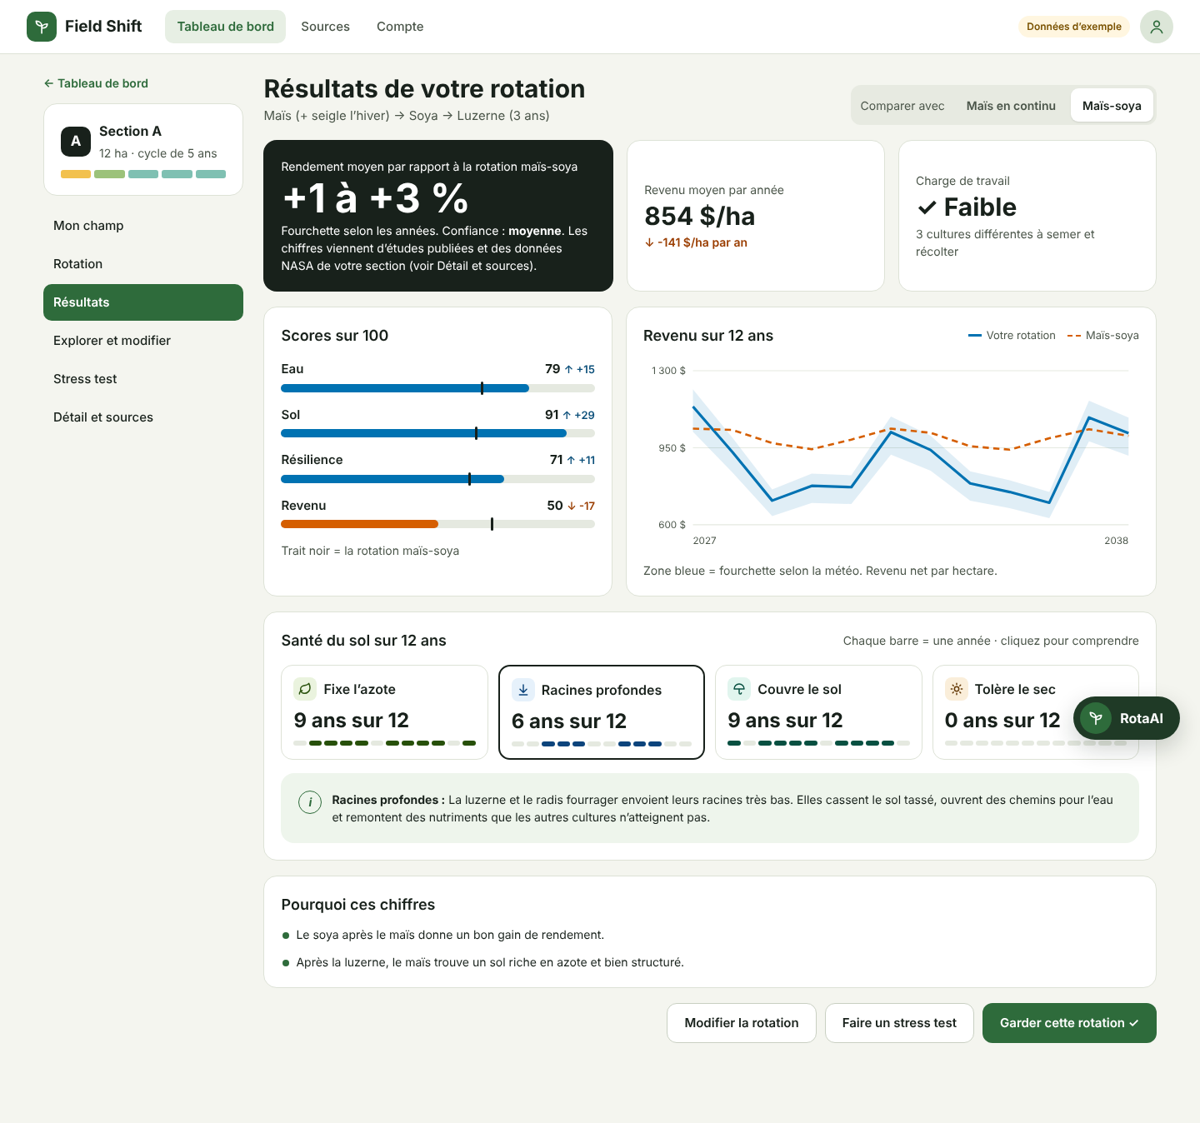 Field Shift
Tableau de bord
Sources
Compte
Données d’exemple
← Tableau de bord
A
Section A
12 ha · cycle de 5 ans
Mon champ
Rotation
Résultats
Explorer et modifier
Stress test
Détail et sources
Résultats de votre rotation
Maïs (+ seigle l’hiver) → Soya → Luzerne (3 ans)
Comparer avec
Maïs en continu
Maïs-soya
Rendement moyen par rapport à la rotation maïs-soya
+1 à +3 %
Fourchette selon les années. Confiance : moyenne. Les
chiffres viennent d’études publiées et des données
NASA de votre section (voir Détail et sources).
Revenu moyen par année
854 $/ha
↓ -141 $/ha par an
Charge de travail
✓ Faible
3 cultures différentes à semer et
récolter
Scores sur 100
Eau
79 ↑ +15
Sol
91 ↑ +29
Résilience
71 ↑ +11
Revenu
50 ↓ -17
Trait noir = la rotation maïs-soya
Revenu sur 12 ans
Votre rotation
Maïs-soya
1 300 $
950 $
600 $
2027
2038
Zone bleue = fourchette selon la météo. Revenu net par hectare.
Santé du sol sur 12 ans
Chaque barre = une année · cliquez pour comprendre
Fixe l’azote
9 ans sur 12
Racines profondes
6 ans sur 12
Couvre le sol
9 ans sur 12
Tolère le sec
0 ans sur 12
RotaAI
i
Racines profondes : La luzerne et le radis fourrager envoient leurs racines très bas. Elles cassent le sol tassé, ouvrent des chemins pour l’eau
et remontent des nutriments que les autres cultures n’atteignent pas.
Pourquoi ces chiffres
Le soya après le maïs donne un bon gain de rendement.
Après la luzerne, le maïs trouve un sol riche en azote et bien structuré.
Modifier la rotation
Faire un stress test
Garder cette rotation ✓